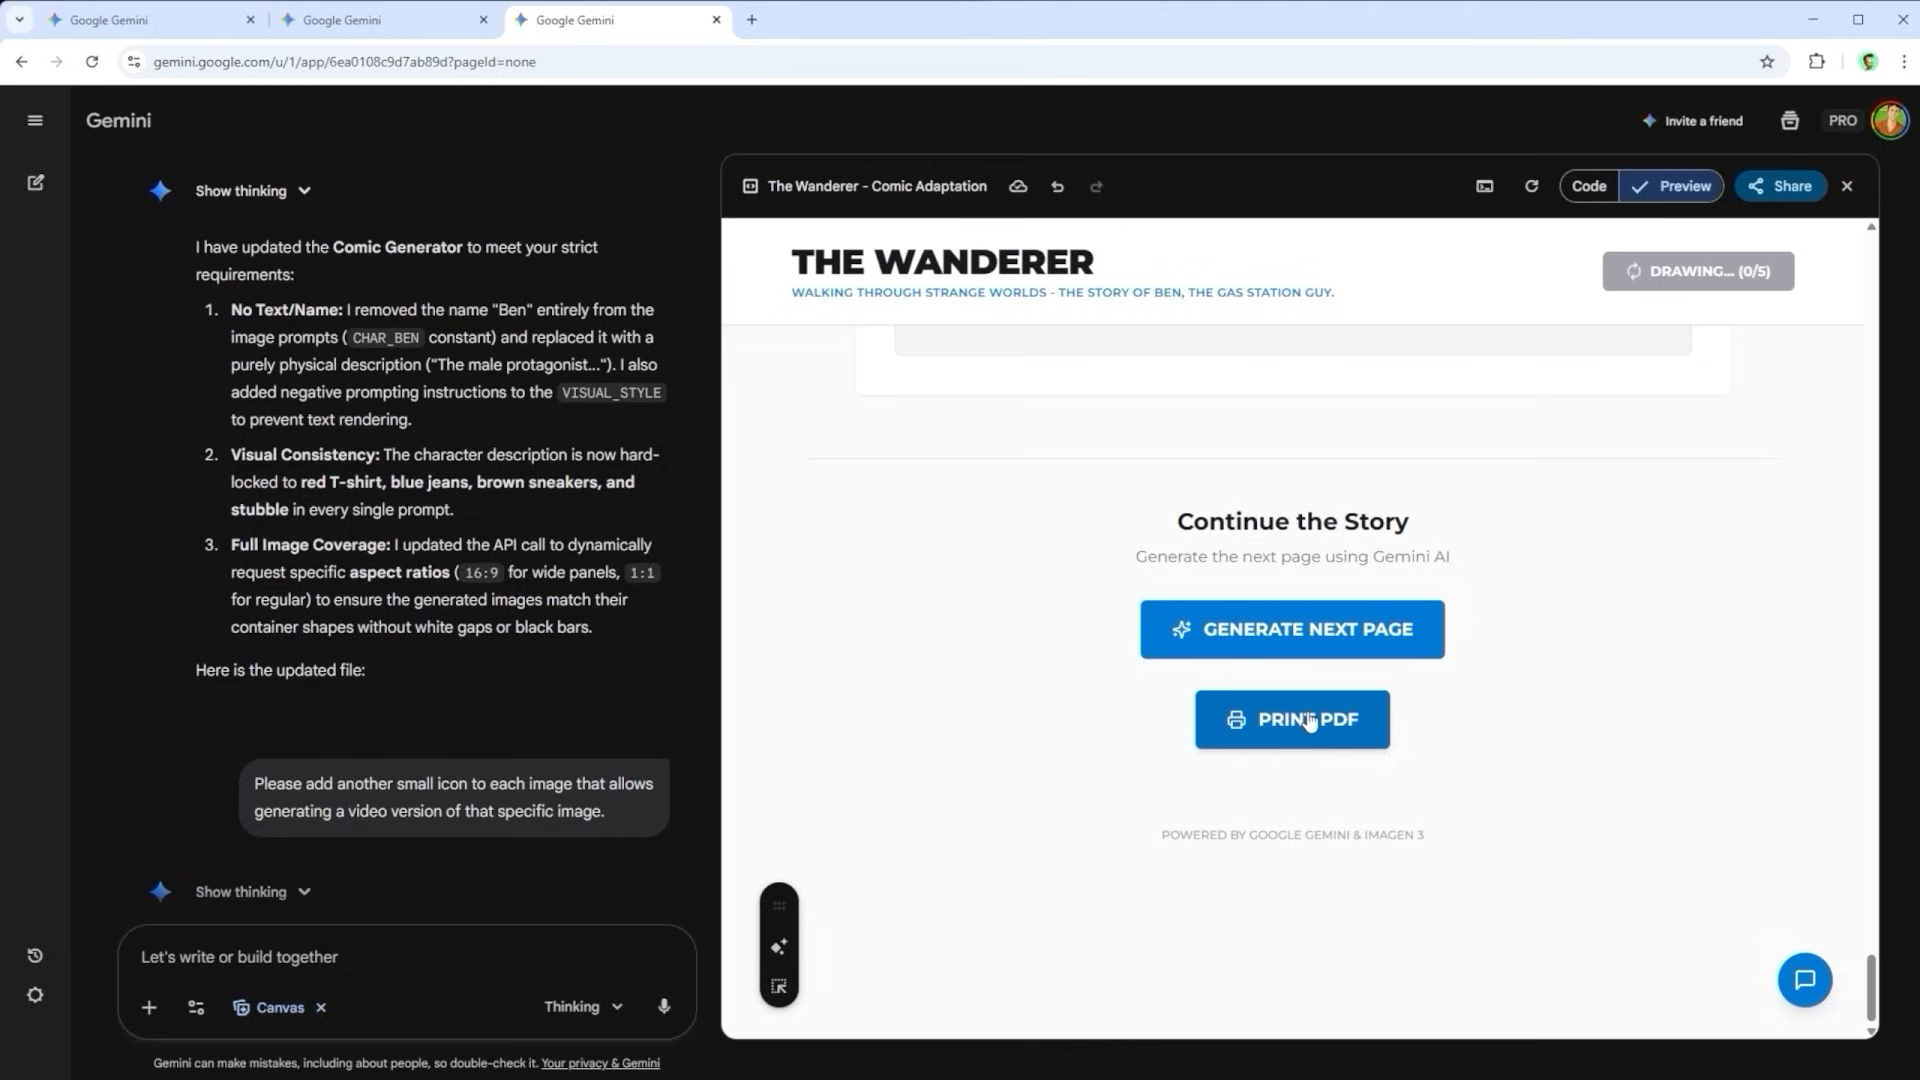 Google Gemini
Google Gemini
Google Gemini
gemini.google.com/u/1/app/6ea0108c9d7ab89d?pageId=none
Gemini
Invite a friend
PRO
Show thinking
I have updated the Comic Generator to meet your strict
requirements:
1. No Text/Name: I removed the name "Ben" entirely from the
image prompts ( CHAR_BEN constant) and replaced it with a
purely physical description ("The male protagonist..."). I also
added negative prompting instructions to the VISUAL_STYLE
to prevent text rendering.
2. Visual Consistency: The character description is now hard-
locked to red T-shirt, blue jeans, brown sneakers, and
stubble in every single prompt.
3. Full Image Coverage: I updated the API call to dynamically
request specific aspect ratios ( 16:9 for wide panels, 1:1
for regular) to ensure the generated images match their
container shapes without white gaps or black bars.
Here is the updated file:
Please add another small icon to each image that allows
generating a video version of that specific image.
Show thinking
Let's write or build together
Canvas
Thinking
Gemini can make mistakes, including about people, so double-check it. Your privacy & Gemini
The Wanderer - Comic Adaptation
Code
Preview
Share
THE WANDERER
WALKING THROUGH STRANGE WORLDS - THE STORY OF BEN, THE GAS STATION GUY.
DRAWING... (0/5)
Continue the Story
Generate the next page using Gemini AI
GENERATE NEXT PAGE
PRINT PDF
POWERED BY GOOGLE GEMINI & IMAGEN 3